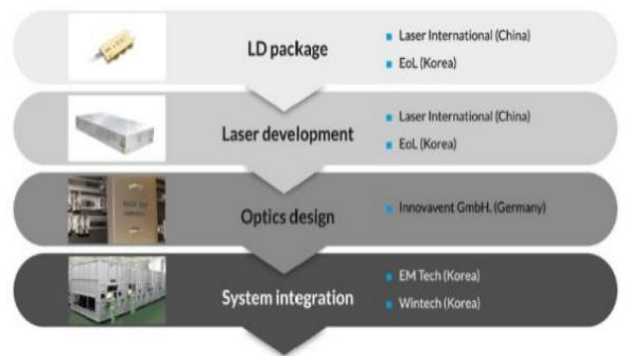 LD package
Laser International (China)
EoL (Korea)
Laser development
Laser International (China)
EoL (Korea)
Optics design
Innovavent GmbH. (Germany)
System integration
EM Tech (Korea)
Wintech (Korea)